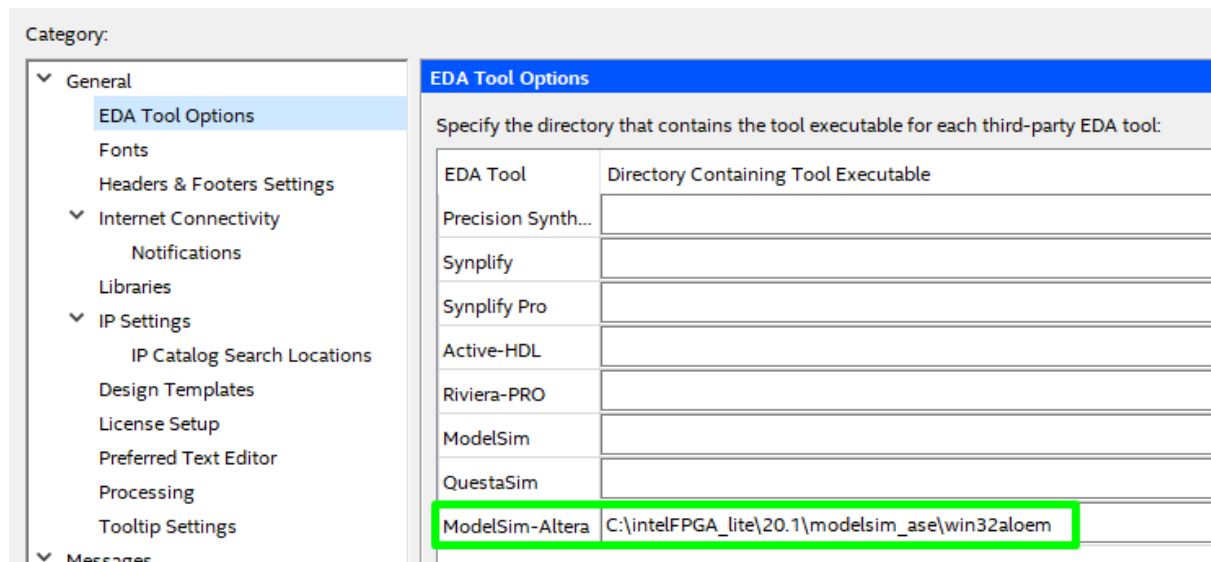 Category:
General
EDA Tool Options
Fonts
Headers & Footers Settings
Internet Connectivity
Notifications
Libraries
IP Settings
IP Catalog Search Locations
Design Templates
License Setup
Preferred Text Editor
Processing
Tooltip Settings
Messages
EDA Tool Options
Specify the directory that contains the tool executable for each third-party EDA tool:
EDA Tool Directory Containing Tool Executable
Precision Synth...
Synplify
Synplify Pro
Active-HDL
Riviera-PRO
ModelSim
QuestaSim
ModelSim-Altera C:\intelFPGA_lite\20.1\modelsim_ase\win32aloem